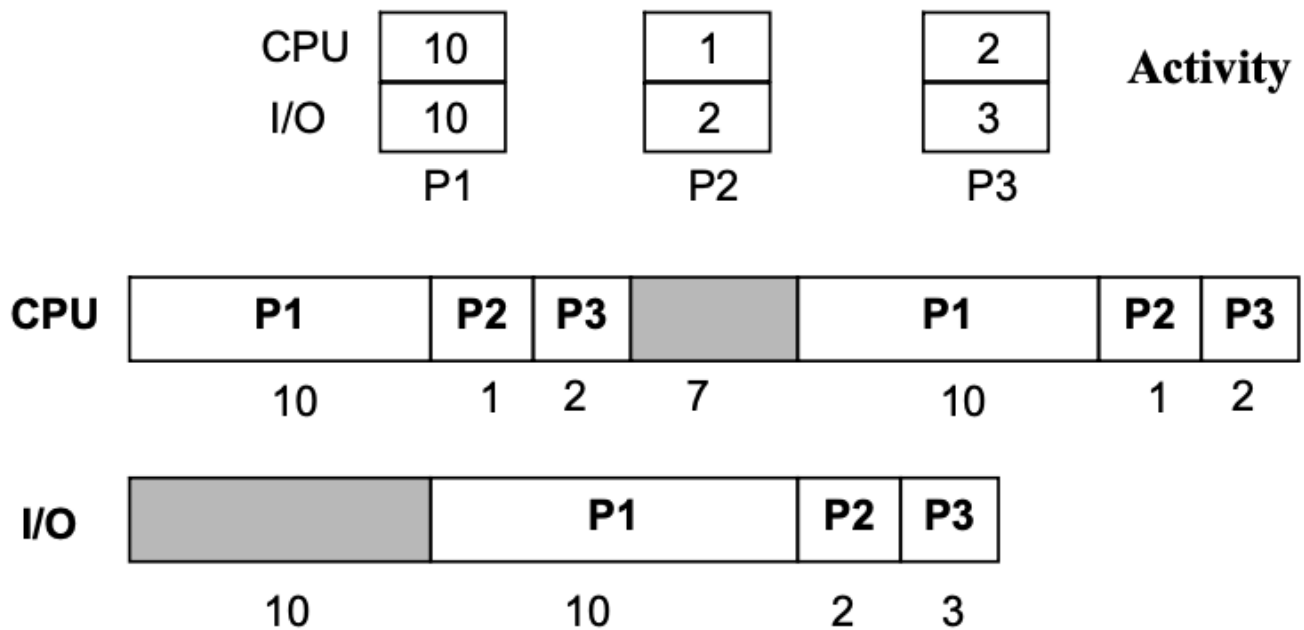 CPU 10 1 2 Activity
I/O 10 2 3
P1 P2 P3
CPU P1 P2 P3 P1 P2 P3
10 1 2 7 10 1 2
I/O P1 P2 P3
10 10 2 3